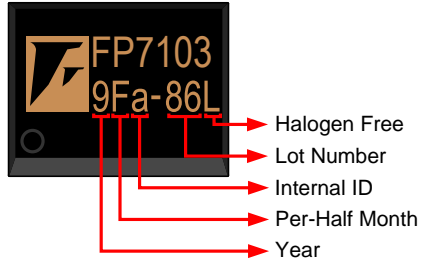 FP7103
9Fa-86L
Halogen Free
Lot Number
Internal ID
Per-Half Month
Year